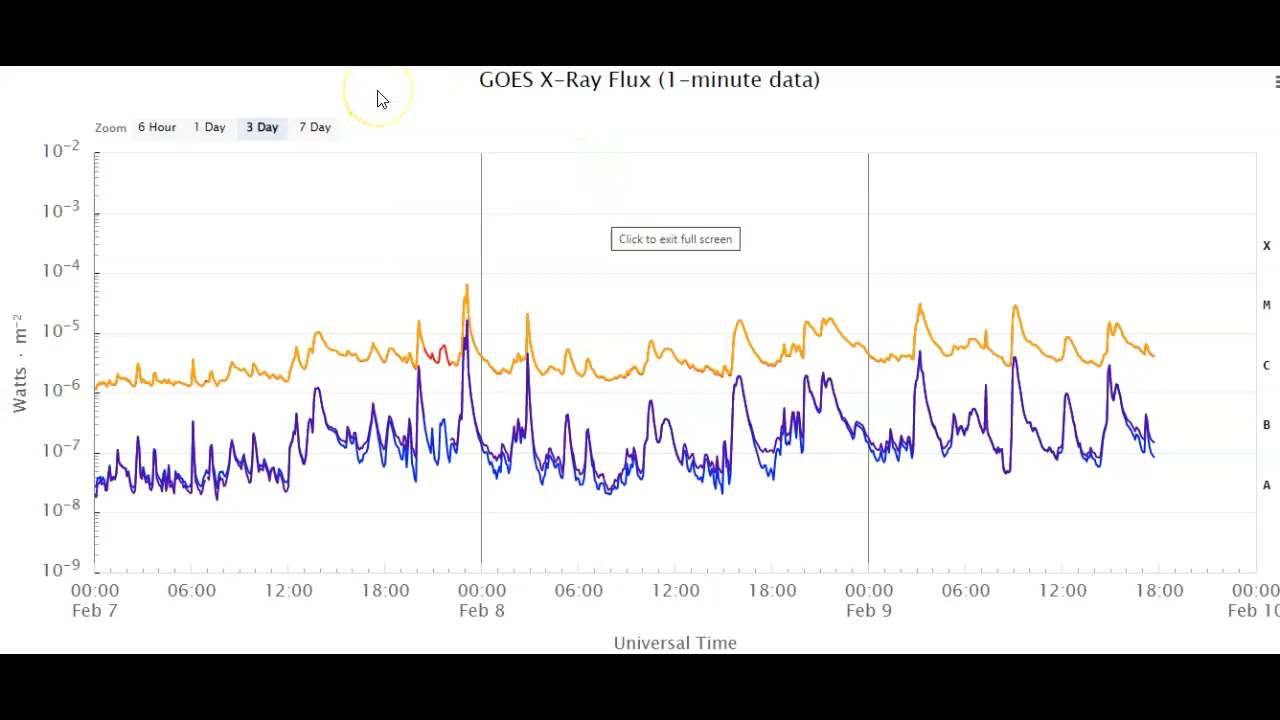 GOES X-Ray Flux (1-minute data)
Zoom 6 Hour 1 Day 3 Day 7 Day
10⁻²
10⁻³
10⁻⁴
10⁻⁵
10⁻⁶
10⁻⁷
10⁻⁸
10⁻⁹
Watts · m⁻²
Click to exit full screen
X
M
C
B
A
00:00 06:00 12:00 18:00 00:00 06:00 12:00 18:00 00:00 06:00 12:00 18:00 00:00
Feb 7 Feb 8 Feb 9 Feb 10
Universal Time